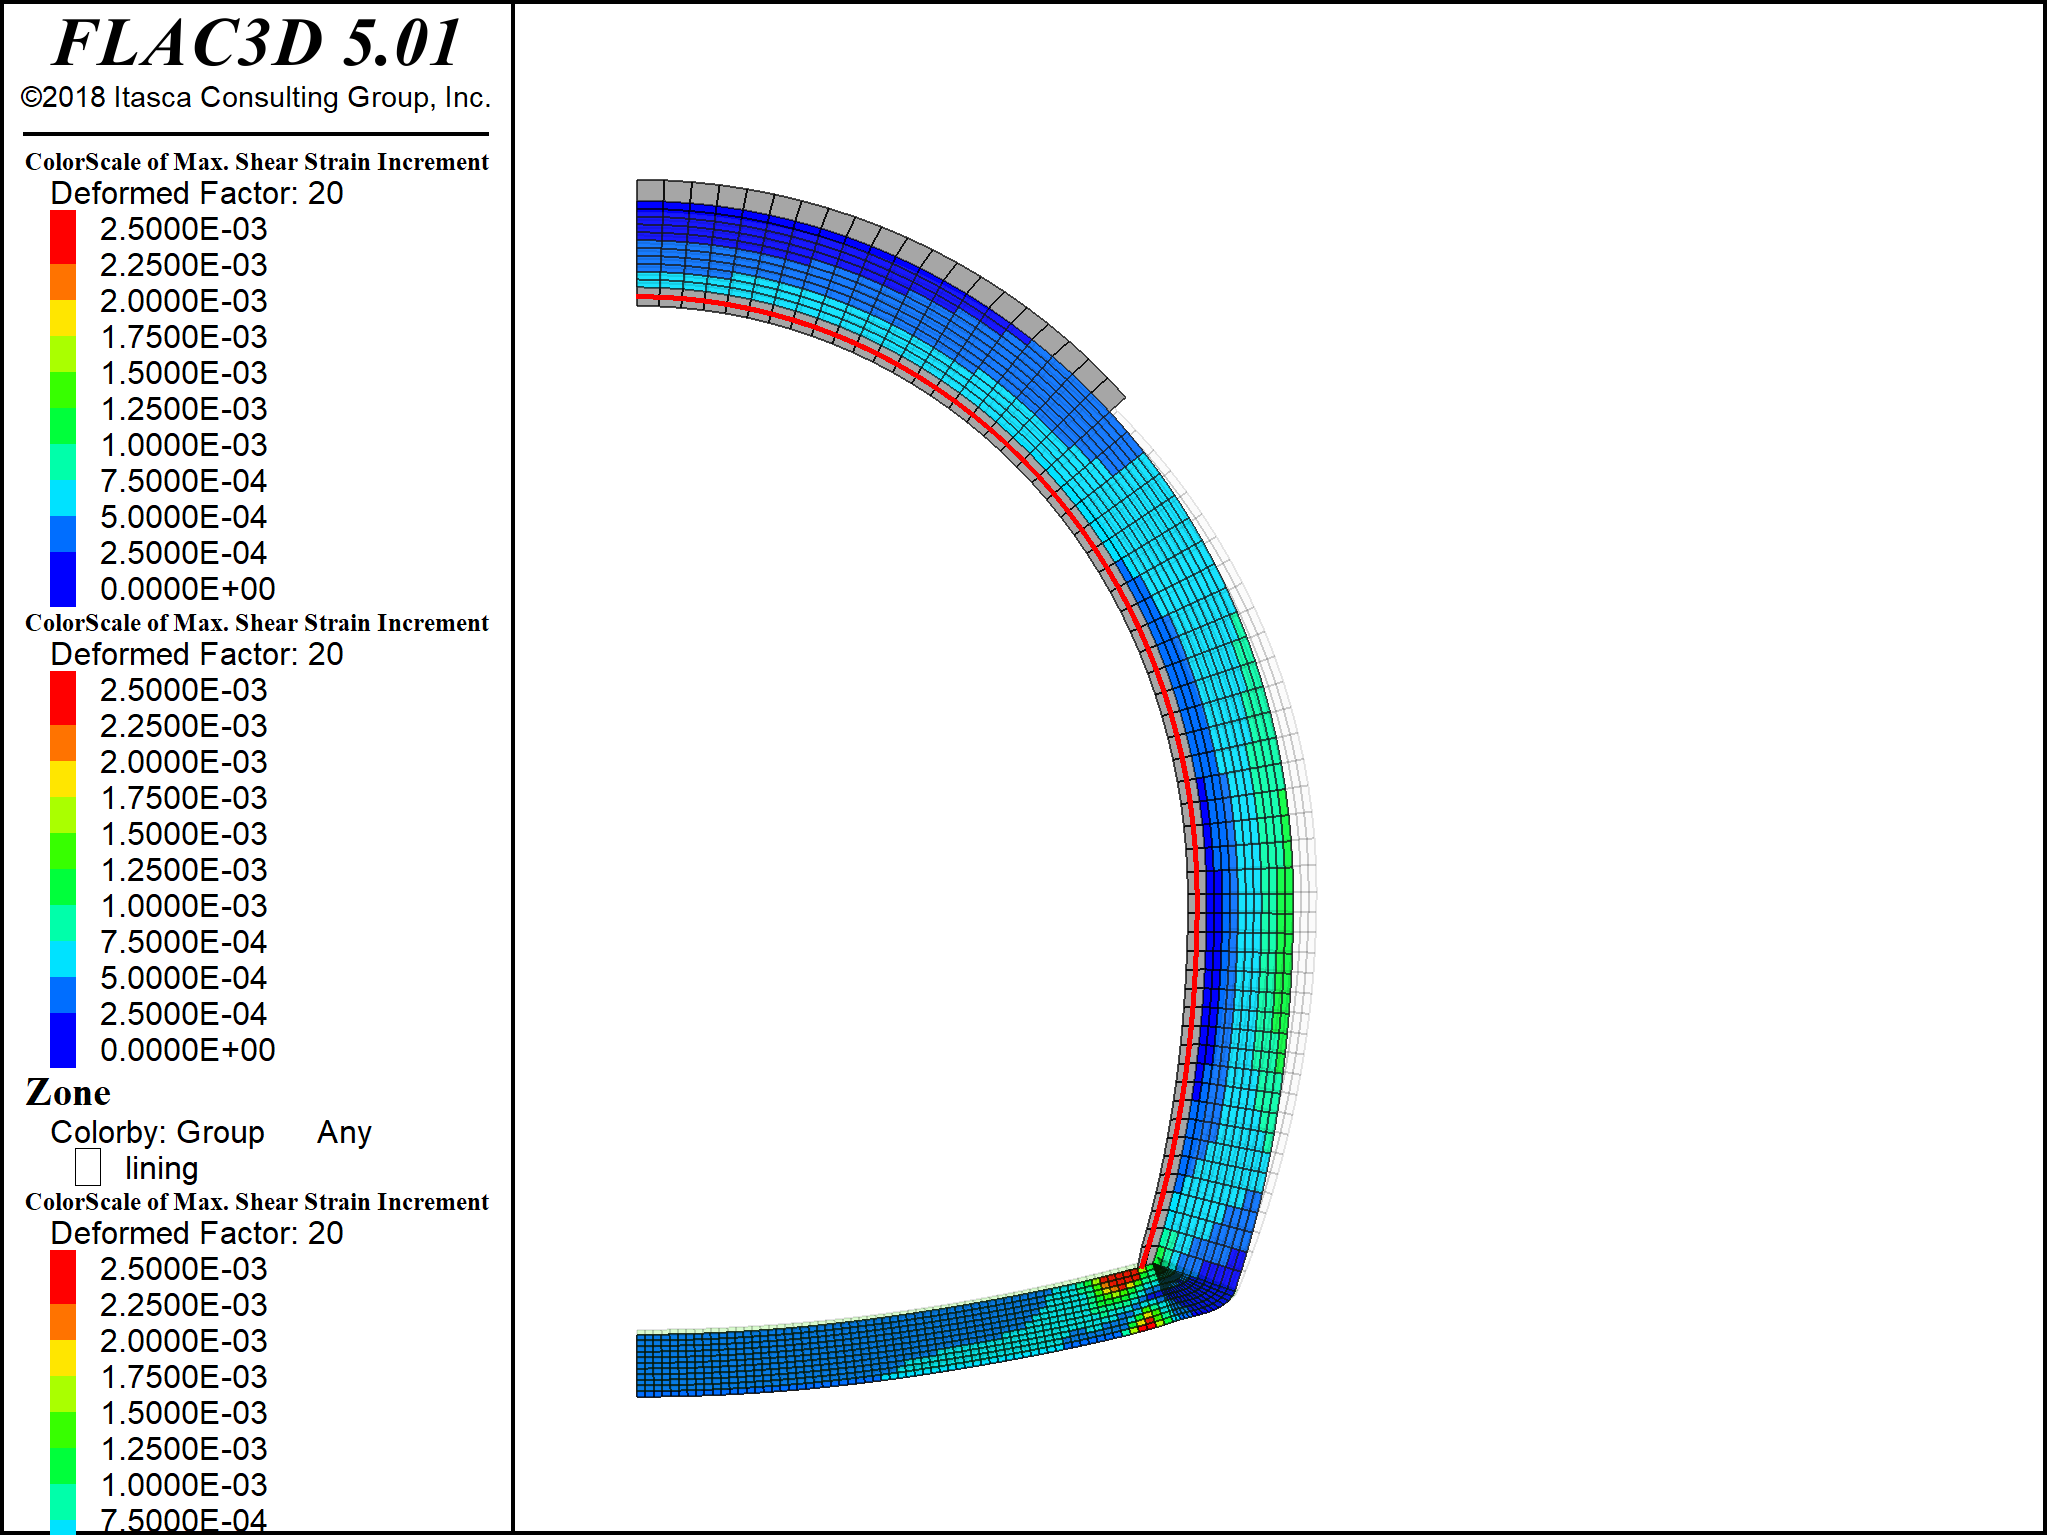 FLAC3D 5.01
©2018 Itasca Consulting Group, Inc.
ColorScale of Max. Shear Strain Increment
Deformed Factor: 20
2.5000E-03
2.2500E-03
2.0000E-03
1.7500E-03
1.5000E-03
1.2500E-03
1.0000E-03
7.5000E-04
5.0000E-04
2.5000E-04
0.0000E+00
ColorScale of Max. Shear Strain Increment
Deformed Factor: 20
2.5000E-03
2.2500E-03
2.0000E-03
1.7500E-03
1.5000E-03
1.2500E-03
1.0000E-03
7.5000E-04
5.0000E-04
2.5000E-04
0.0000E+00
Zone
Colorby: Group Any
lining
ColorScale of Max. Shear Strain Increment
Deformed Factor: 20
2.5000E-03
2.2500E-03
2.0000E-03
1.7500E-03
1.5000E-03
1.2500E-03
1.0000E-03
7.5000E-04